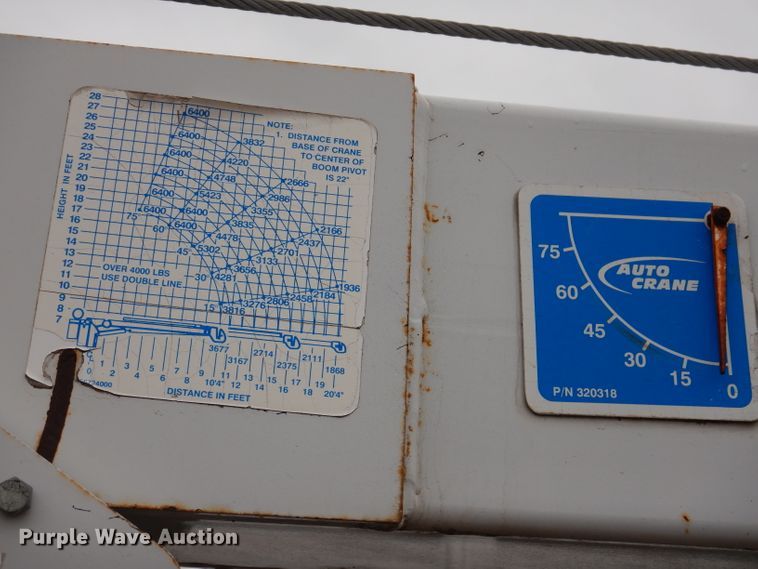 28
27
26
25
24
23
22
21
20
19
18
17
16
15
14
13
12
11
10
9
8
7
HEIGHT IN FEET
NOTE:
1. DISTANCE FROM
BASE OF CRANE
TO CENTER OF
BOOM PIVOT
IS 22"
6400
6400 3832
6400 4220
6400 4748 2666
6400 5423 2986
75 6400 6400 3355
60 6400 3835 2166
4478 2437
45 5302 2701
3133
3656
30 4281
1936
2184
2458
2806
3276
15 3816
OVER 4000 LBS
USE DOUBLE LINE
3677 2714 2111
3167 2375 1868
0 1 2 3 4 5 6 7 8 9 10 10'4" 11 12 13 14 15 16 17 18 19 20'4"
DISTANCE IN FEET
AUTO
CRANE
75
60
45
30
15
0
P/N 320318
Purple Wave Auction